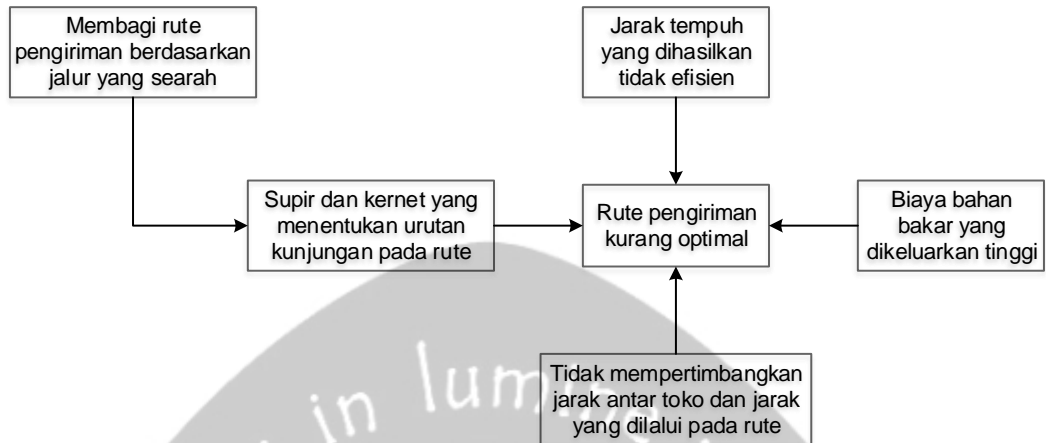 Membagi rute
pengiriman berdasarkan
jalur yang searah
Jarak tempuh
yang dihasilkan
tidak efisien
Supir dan kernet yang
menentukan urutan
kunjungan pada rute
Rute pengiriman
kurang optimal
Biaya bahan
bakar yang
dikeluarkan tinggi
Tidak mempertimbangkan
jarak antar toko dan jarak
yang dilalui pada rute
in lumine